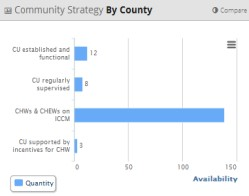 Community Strategy By County
Compare
CU established and
functional
12
CU regularly
supervised
8
CHWs & CHEWs on
ICCM
CU supported by
incentives for CHW
3
0
50
100
150
Quantity
Availability